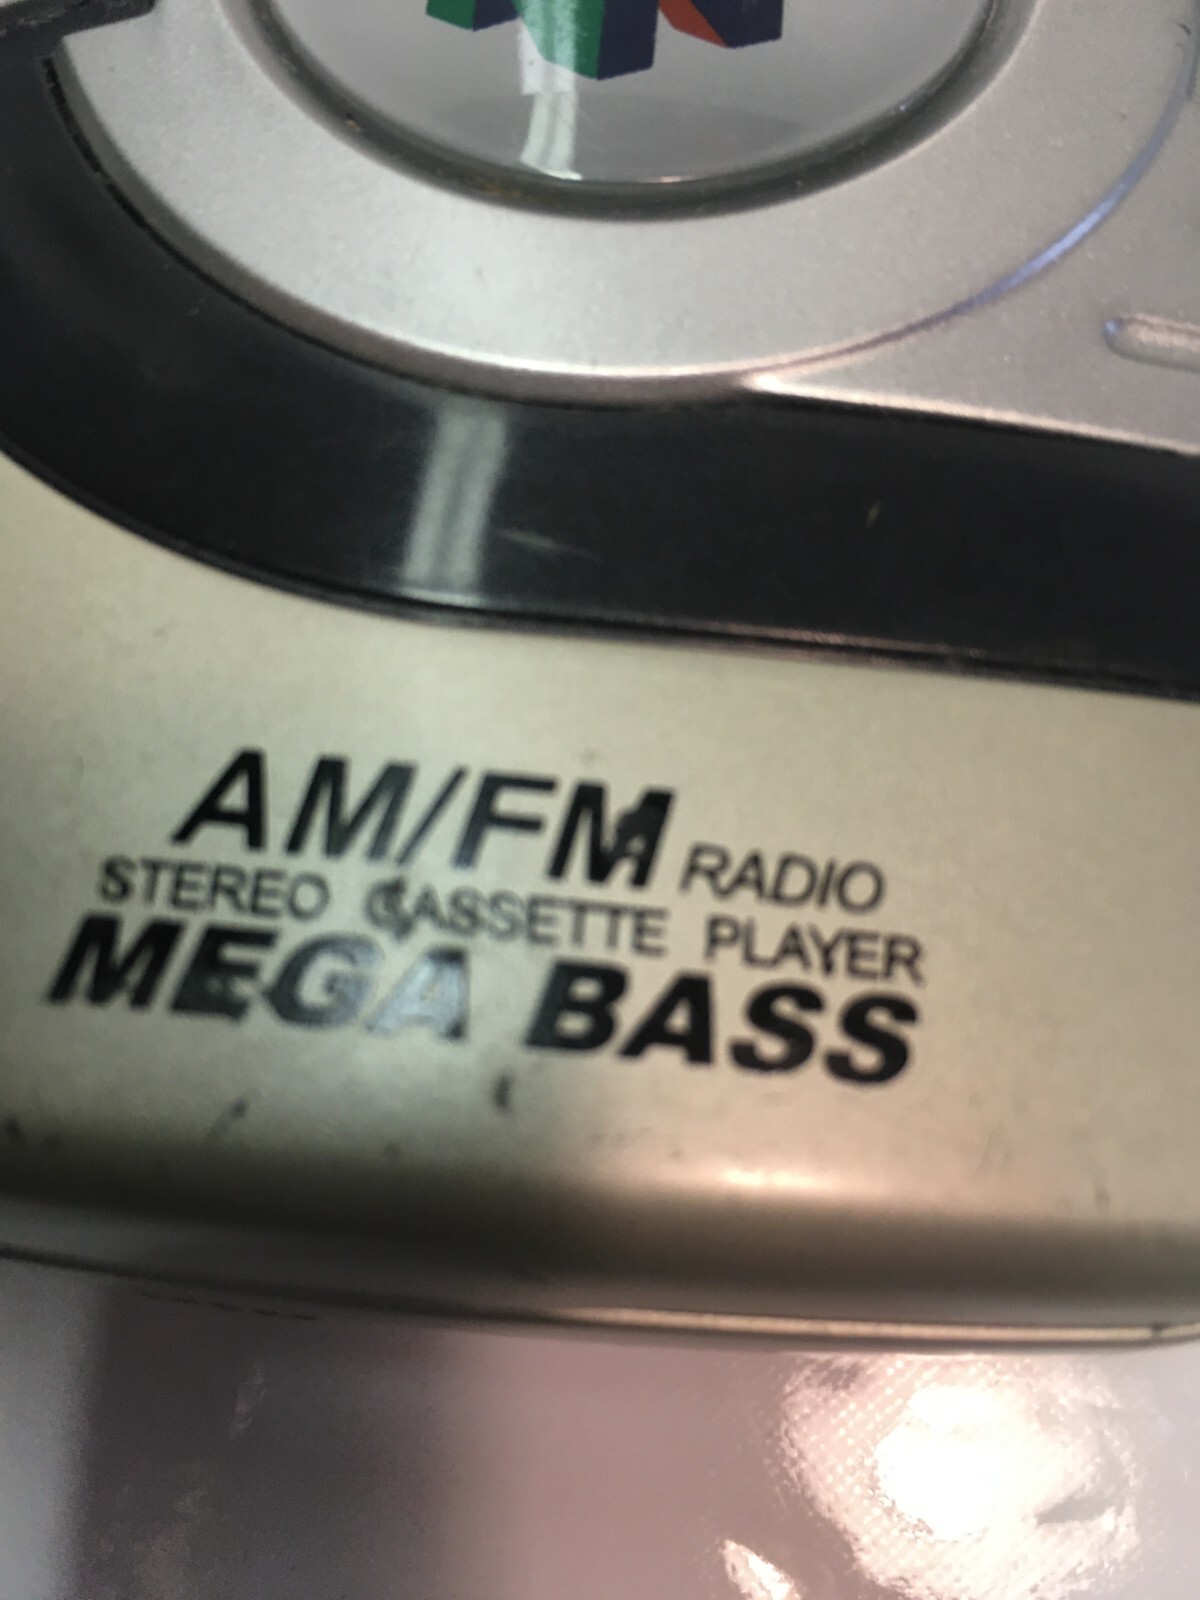 AM/FM RADIO
STEREO CASSETTE PLAYER
MEGA BASS